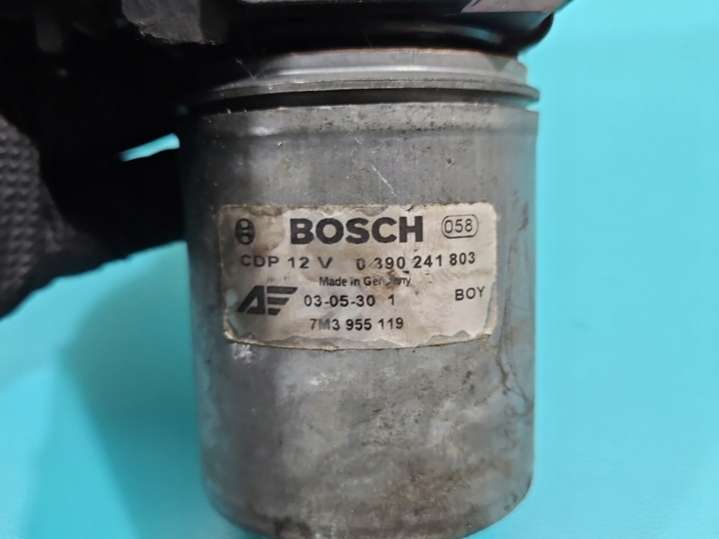 BOSCH 058
CDP 12 V 0 390 241 803
Made in Germany
03-05-30 1 BOY
7M3 955 119